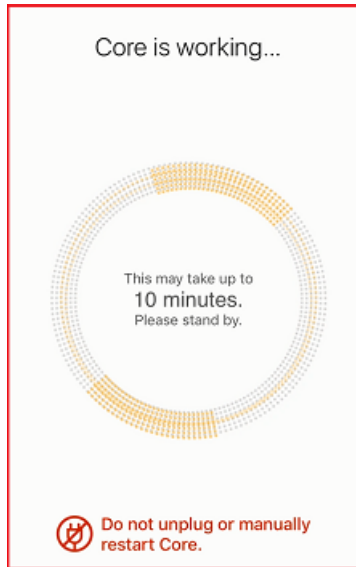 Core is working...
This may take up to
10 minutes.
Please stand by.
Do not unplug or manually
restart Core.